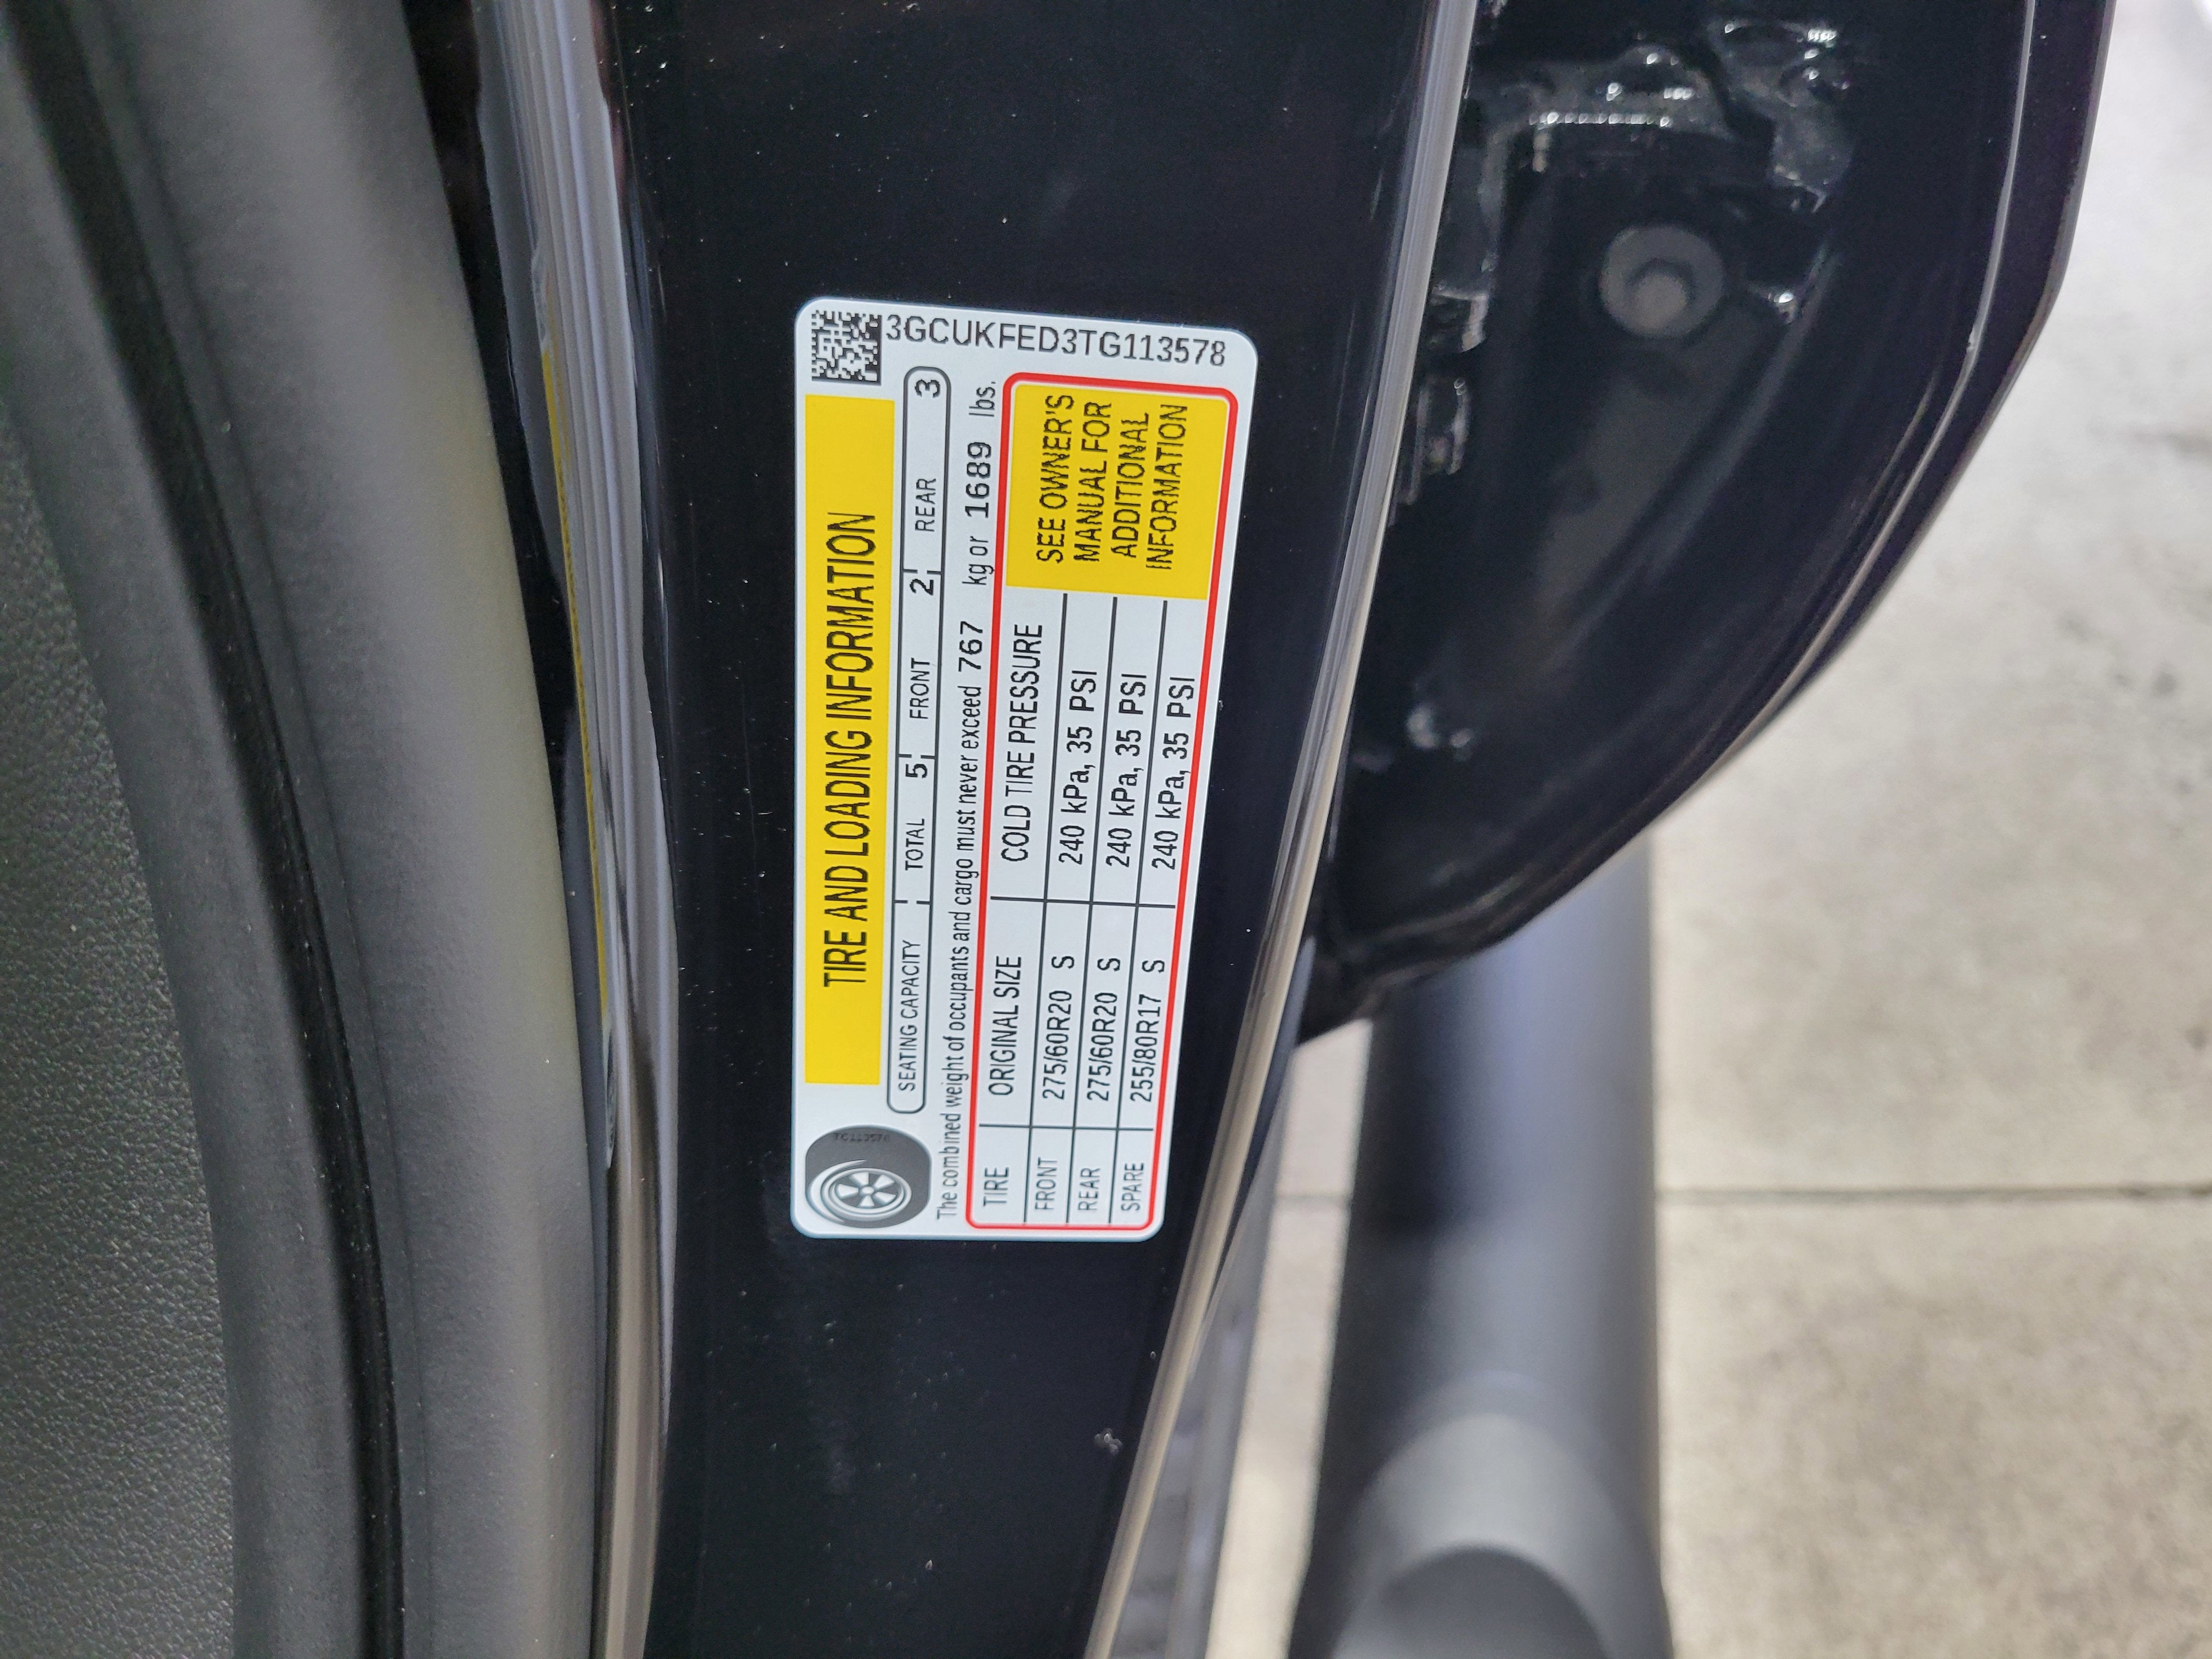 3GCUKFED3TG113578
TIRE AND LOADING INFORMATION
SEATING CAPACITY TOTAL 5 FRONT 2 REAR 3
The combined weight of occupants and cargo must never exceed 767 kg or 1689 lbs.
TIRE ORIGINAL SIZE COLD TIRE PRESSURE
FRONT 275/60R20 S 240 kPa, 35 PSI
REAR 275/60R20 S 240 kPa, 35 PSI
SPARE 255/80R17 S 240 kPa, 35 PSI
SEE OWNER'S
MANUAL FOR
ADDITIONAL
INFORMATION